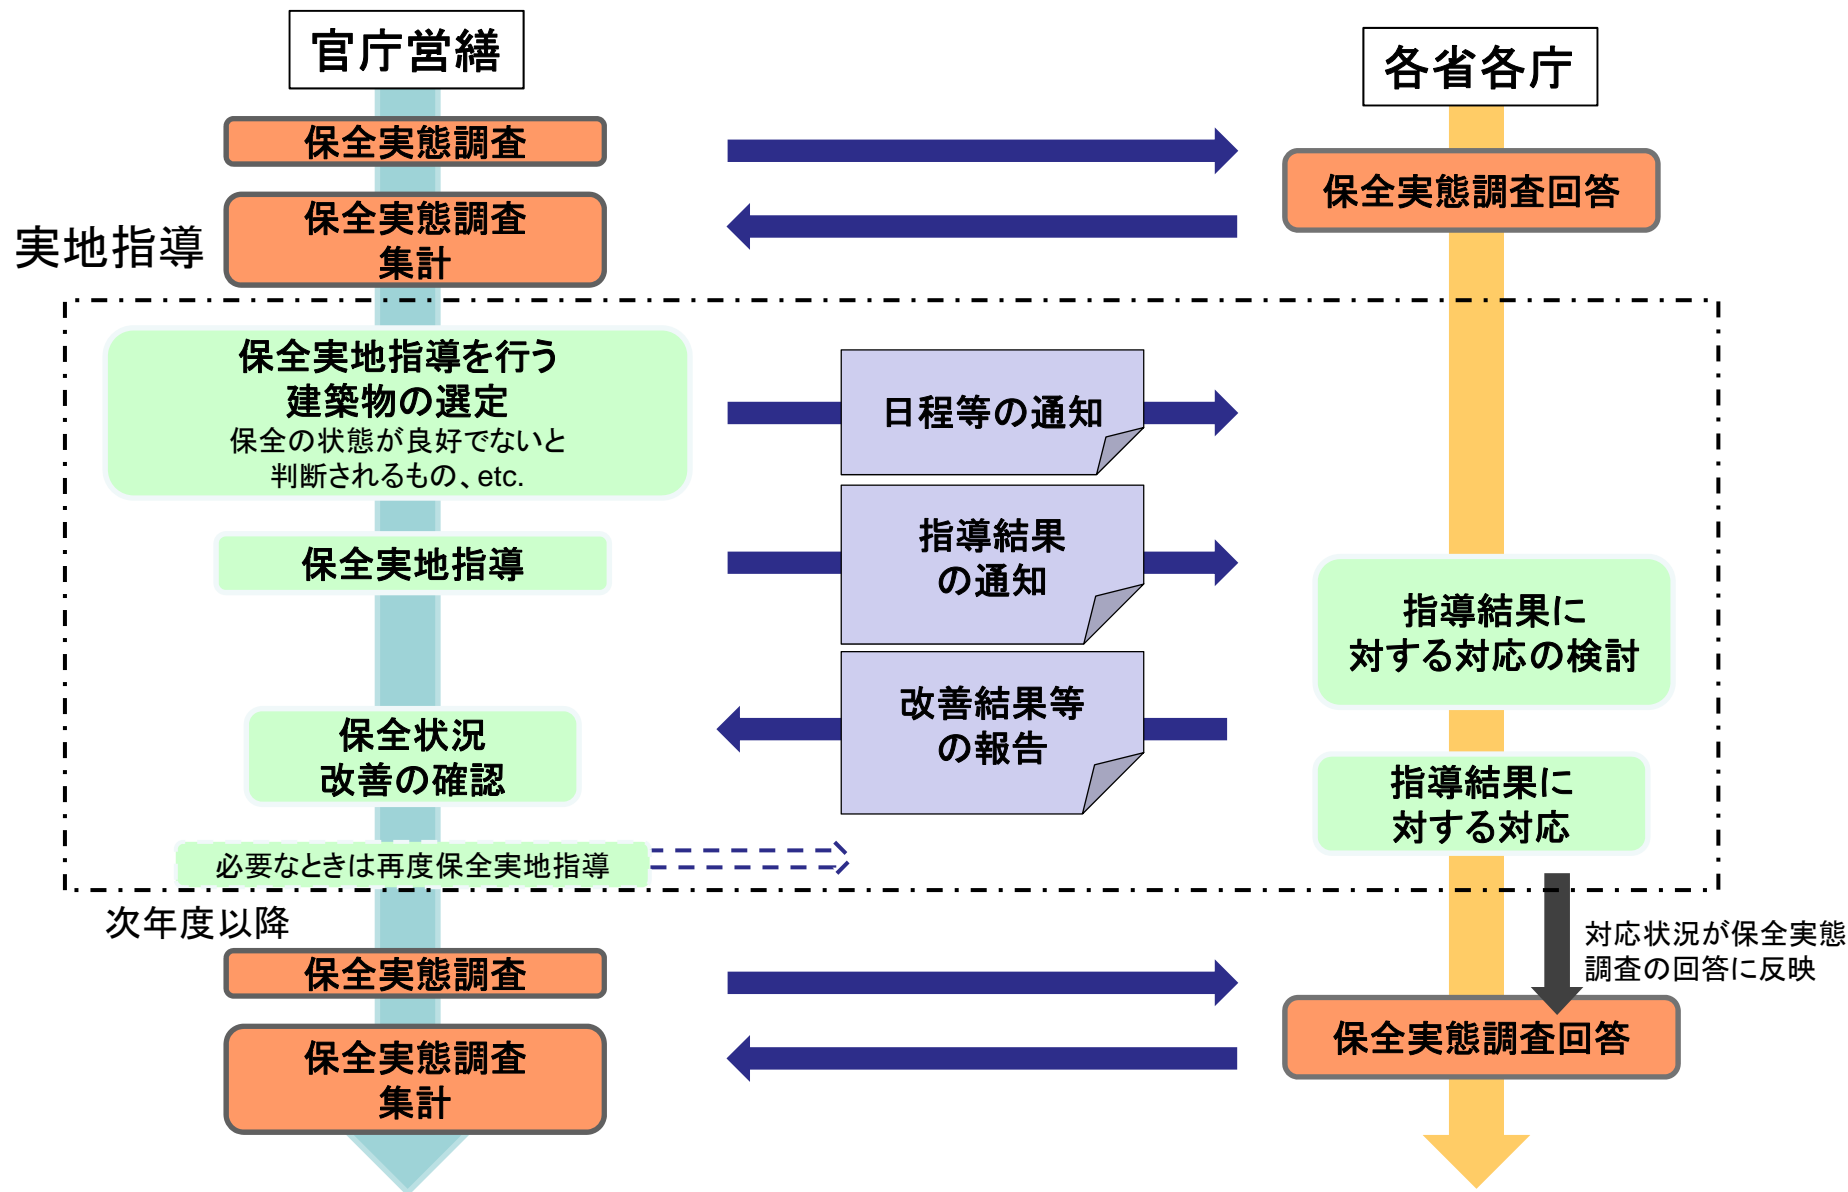 官庁営繕
各省各庁
保全実態調査
保全実態調査回答
保全実態調査
集計
実地指導
保全実地指導を行う
建築物の選定
保全の状態が良好でないと
判断されるもの、etc.
日程等の通知
保全実地指導
指導結果
の通知
指導結果に
対する対応の検討
保全状況
改善の確認
改善結果等
の報告
指導結果に
対する対応
必要なときは再度保全実地指導
次年度以降
対応状況が保全実態
調査の回答に反映
保全実態調査
保全実態調査回答
保全実態調査
集計